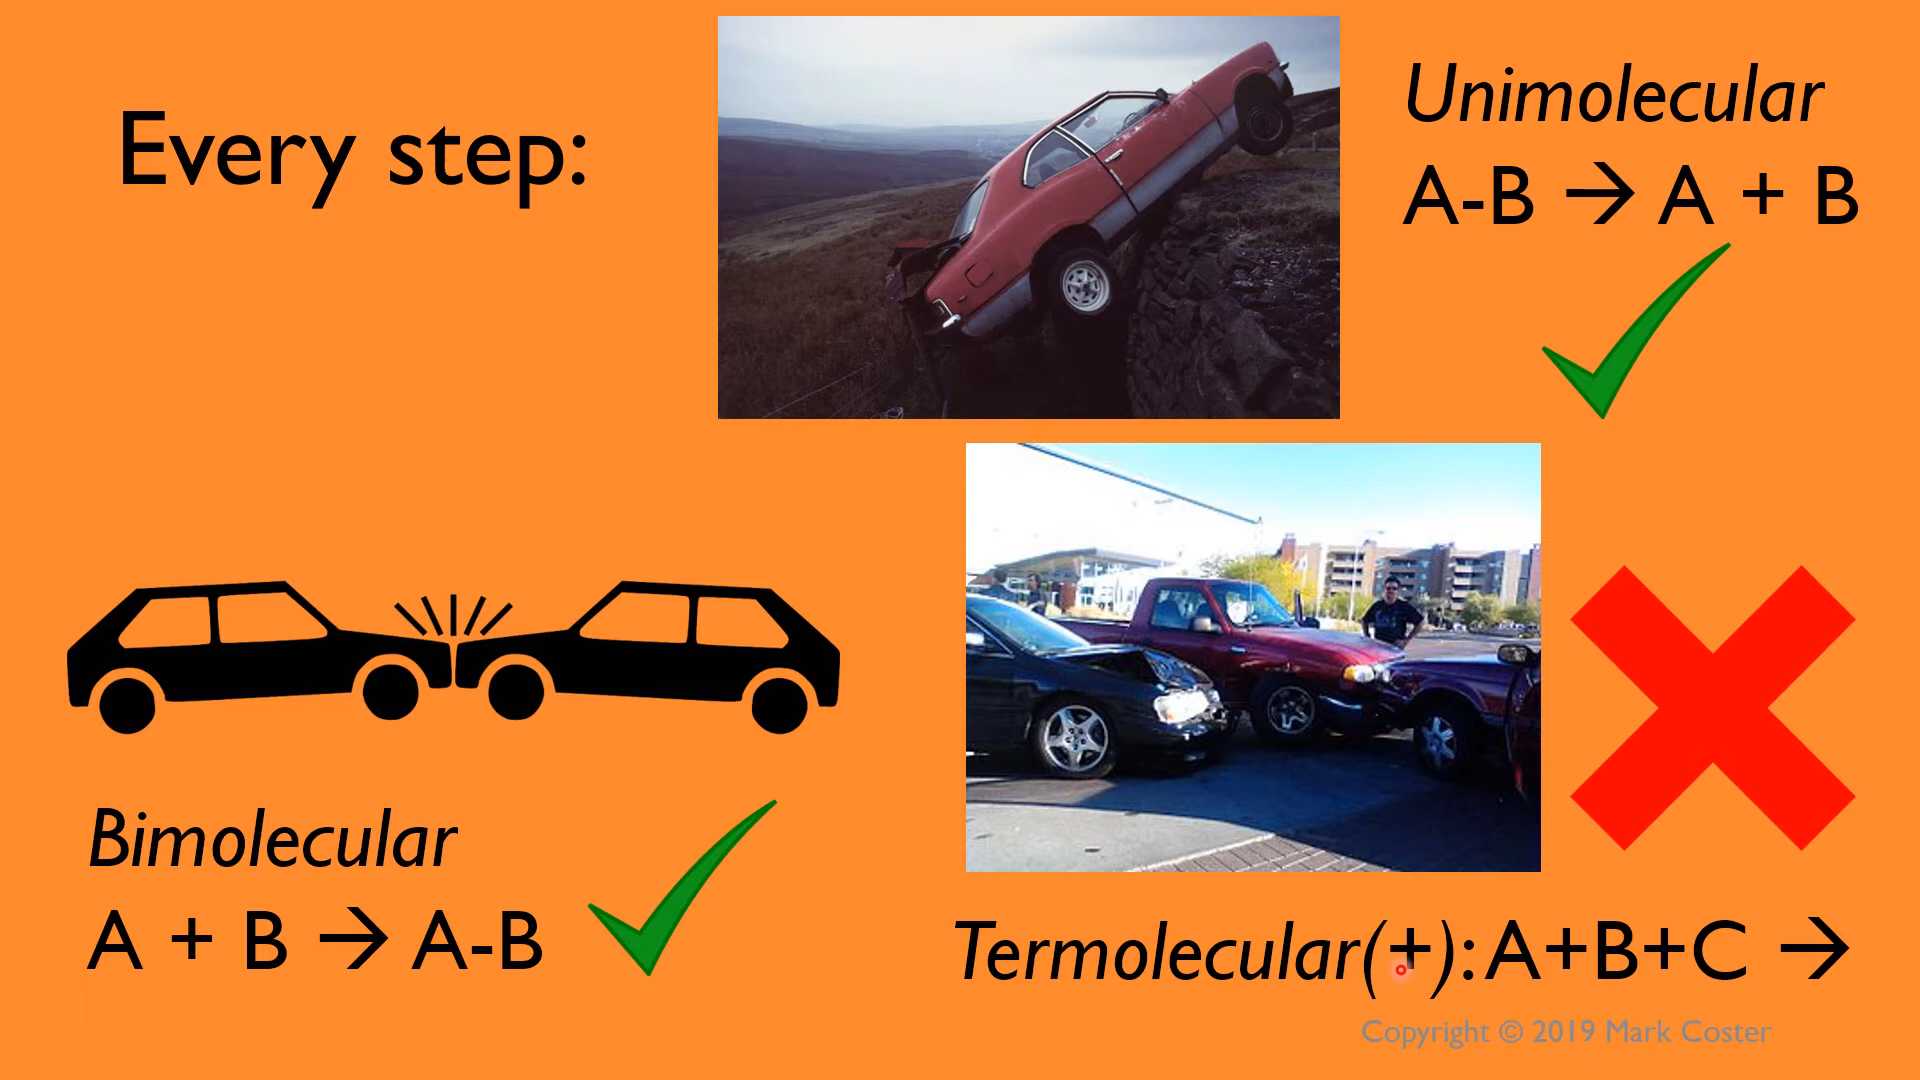 Every step:
Unimolecular
A-B → A + B
Bimolecular
A + B → A-B
Termolecular(+): A+B+C →
Copyright © 2019 Mark Coster